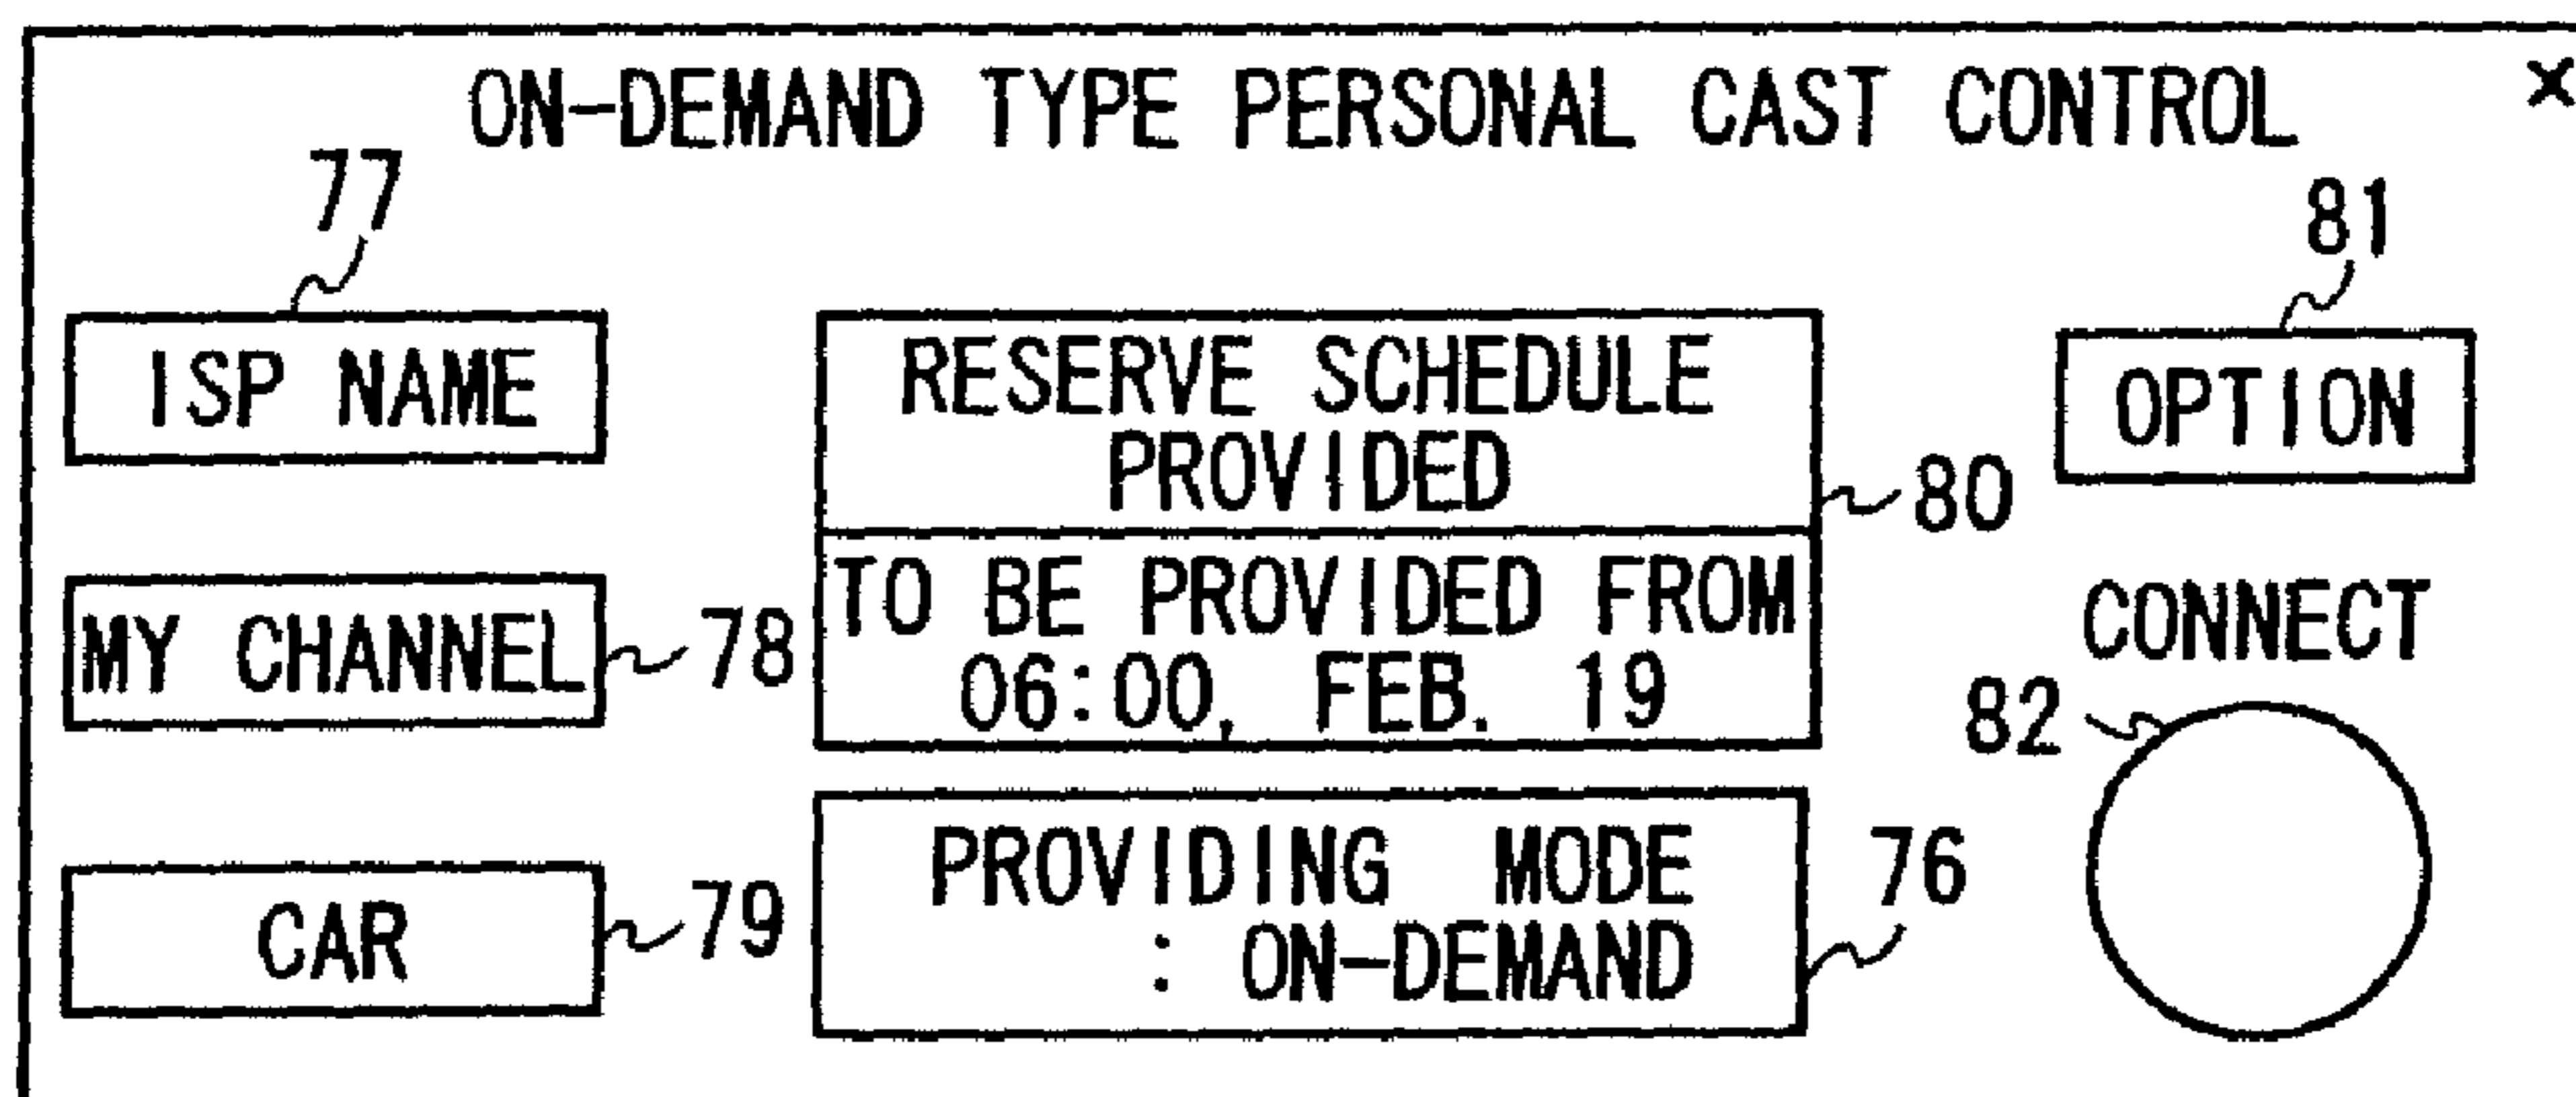 ON-DEMAND TYPE PERSONAL CAST CONTROL ×
77
81
ISP NAME
RESERVE SCHEDULE
PROVIDED
80
OPTION
MY CHANNEL
78
TO BE PROVIDED FROM
06:00, FEB. 19
CONNECT
82
CAR
79
PROVIDING MODE
: ON-DEMAND
76